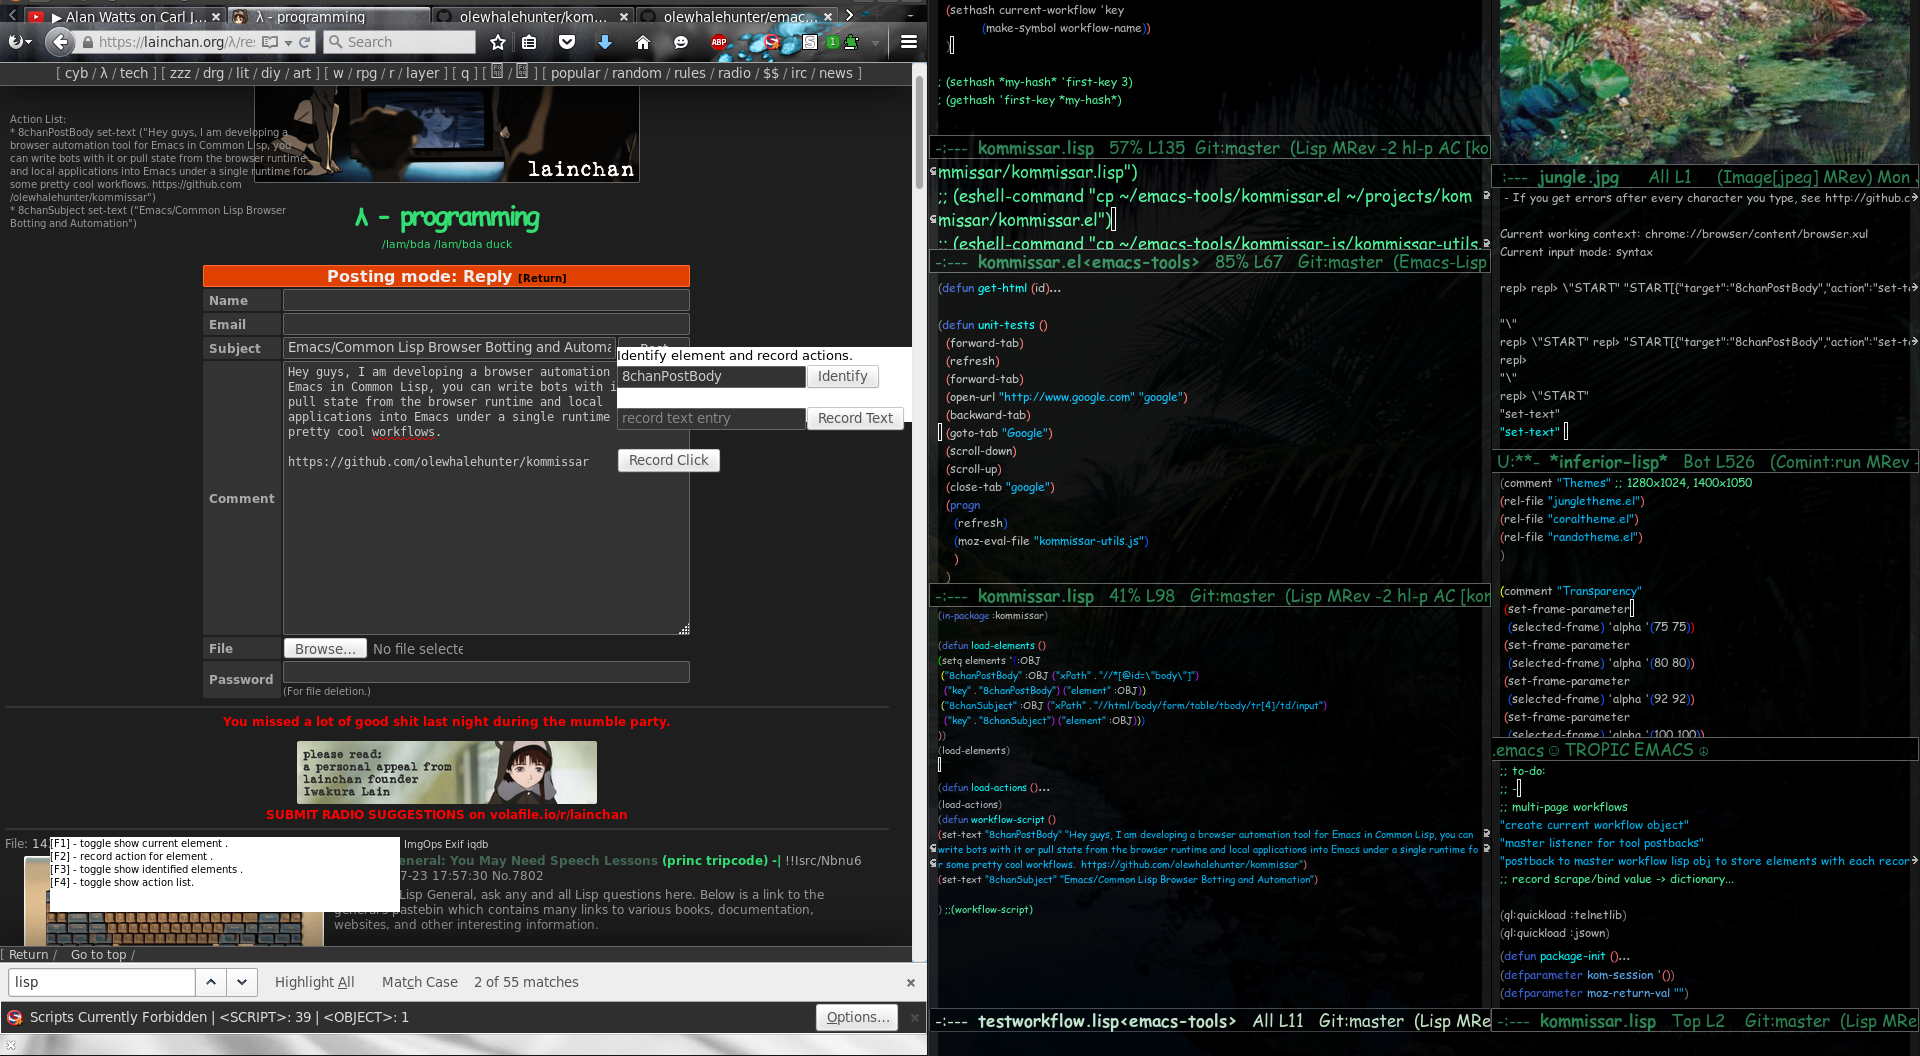 ▶ Alan Watts on Carl J...
λ - programming
olewhalehunter/kom...
olewhalehunter/emac...
https://lainchan.org/λ/re
Search
ABP
[ cyb / λ / tech ] [ zzz / drg / lit / diy / art ] [ w / rpg / r / layer ] [ q ] [ / ] [ popular / random / rules / radio / $$ / irc / news ]
Action List:
* 8chanPostBody set-text ("Hey guys, I am developing a
browser automation tool for Emacs in Common Lisp, you
can write bots with it or pull state from the browser runtime
and local applications into Emacs under a single runtime for
some pretty cool workflows. https://github.com
/olewhalehunter/kommissar")
* 8chanSubject set-text ("Emacs/Common Lisp Browser
Botting and Automation")
lainchan
λ - programming
/lam/bda /lam/bda duck
Posting mode: Reply [Return]
Name
Email
Subject
Emacs/Common Lisp Browser Botting and Automa
Comment
Hey guys, I am developing a browser automation
Emacs in Common Lisp, you can write bots with i
pull state from the browser runtime and local
applications into Emacs under a single runtime
pretty cool workflows.
https://github.com/olewhalehunter/kommissar
Identify element and record actions.
8chanPostBody
Identify
record text entry
Record Text
Record Click
File
Browse...
No file selecte
Password
(For file deletion.)
You missed a lot of good shit last night during the mumble party.
please read;
a personal appeal from
lainchan founder
Iwakura Lain
SUBMIT RADIO SUGGESTIONS on volafile.io/r/lainchan
File: 14
ImgOps Exif iqdb
[F1] - toggle show current element .
[F2] - record action for element .
[F3] - toggle show identified elements .
[F4] - toggle show action list.
eneral: You May Need Speech Lessons (princ tripcode) -| !!Isrc/Nbnu6
7-23 17:57:30 No.7802
Lisp General, ask any and all Lisp questions here. Below is a link to the
general's pastebin which contains many links to various books, documentation,
websites, and other interesting information.
[ Return / Go to top /
lisp
Highlight All
Match Case
2 of 55 matches
Scripts Currently Forbidden | <SCRIPT>: 39 | <OBJECT>: 1
Options...
(sethash current-workflow 'key
(make-symbol workflow-name))
)
; (sethash *my-hash* 'first-key 3)
; (gethash 'first-key *my-hash*)
-:--- kommissar.lisp 57% L135 Git:master (Lisp MRev -2 hl-p AC [ko
mmissar/kommissar.lisp")
;; (eshell-command "cp ~/emacs-tools/kommissar.el ~/projects/kom
missar/kommissar.el")
;; (eshell-command "cp ~/emacs-tools/kommissar-js/kommissar-utils.
-:--- kommissar.el<emacs-tools> 85% L67 Git:master (Emacs-Lisp
(defun get-html (id)...
(defun unit-tests ()
(forward-tab)
(refresh)
(forward-tab)
(open-url "http://www.google.com" "google")
(backward-tab)
(goto-tab "Google")
(scroll-down)
(scroll-up)
(close-tab "google")
(progn
(refresh)
(moz-eval-file "kommissar-utils.js")
)
)
-:--- kommissar.lisp 41% L98 Git:master (Lisp MRev -2 hl-p AC [kor
(in-package :kommissar)
(defun load-elements ()
(setq elements '(:OBJ
("8chanPostBody" :OBJ ("xPath" . "//*[@id=\"body\"]")
("key" . "8chanPostBody") ("element" :OBJ))
("8chanSubject" :OBJ ("xPath" . "//html/body/form/table/tbody/tr[4]/td/input")
("key" . "8chanSubject") ("element" :OBJ)))
))
(load-elements)
(defun load-actions ()...
(load-actions)
(defun workflow-script ()
(set-text "8chanPostBody" "Hey guys, I am developing a browser automation tool for Emacs in Common Lisp, you can
write bots with it or pull state from the browser runtime and local applications into Emacs under a single runtime fo
r some pretty cool workflows. https://github.com/olewhalehunter/kommissar")
(set-text "8chanSubject" "Emacs/Common Lisp Browser Botting and Automation")
) ;;(workflow-script)
-:--- testworkflow.lisp<emacs-tools> All L11 Git:master (Lisp MRe
:--- jungle.jpg All L1 (Image[jpeg] MRev) Mon
- If you get errors after every character you type, see http://github.c
Current working context: chrome://browser/content/browser.xul
Current input mode: syntax
repl> repl> \"START" "START[{"target":"8chanPostBody","action":"set-t
"\"
repl> \"START" repl> "START[{"target":"8chanPostBody","action":"set-t
repl>
"\"
repl> \"START"
"set-text"
"set-text"
U:**- *inferior-lisp* Bot L526 (Comint:run MRev -
(comment "Themes" ;; 1280x1024, 1400x1050
(rel-file "jungletheme.el")
(rel-file "coraltheme.el")
(rel-file "randotheme.el")
)
(comment "Transparency"
(set-frame-parameter
(selected-frame) 'alpha '(75 75))
(set-frame-parameter
(selected-frame) 'alpha '(80 80))
(set-frame-parameter
(selected-frame) 'alpha '(92 92))
(set-frame-parameter
(selected-frame) 'alpha '(100 100))
.emacs ☺ TROPIC EMACS ☮
;; to-do:
;; -
;; multi-page workflows
"create current workflow object"
"master listener for tool postbacks"
"postback to master workflow lisp obj to store elements with each recor
;; record scrape/bind value -> dictionary...
(ql:quickload :telnetlib)
(ql:quickload :jsown)
(defun package-init ()...
(defparameter kom-session '())
(defparameter moz-return-val "")
-:--- kommissar.lisp Top L2 Git:master (Lisp MRe